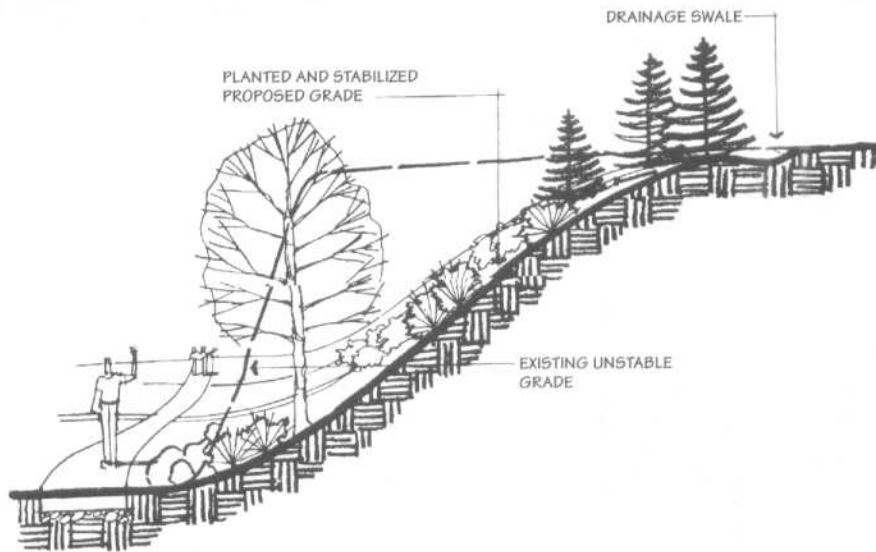 DRAINAGE SWALE
PLANTED AND STABILIZED
PROPOSED GRADE
EXISTING UNSTABLE
GRADE